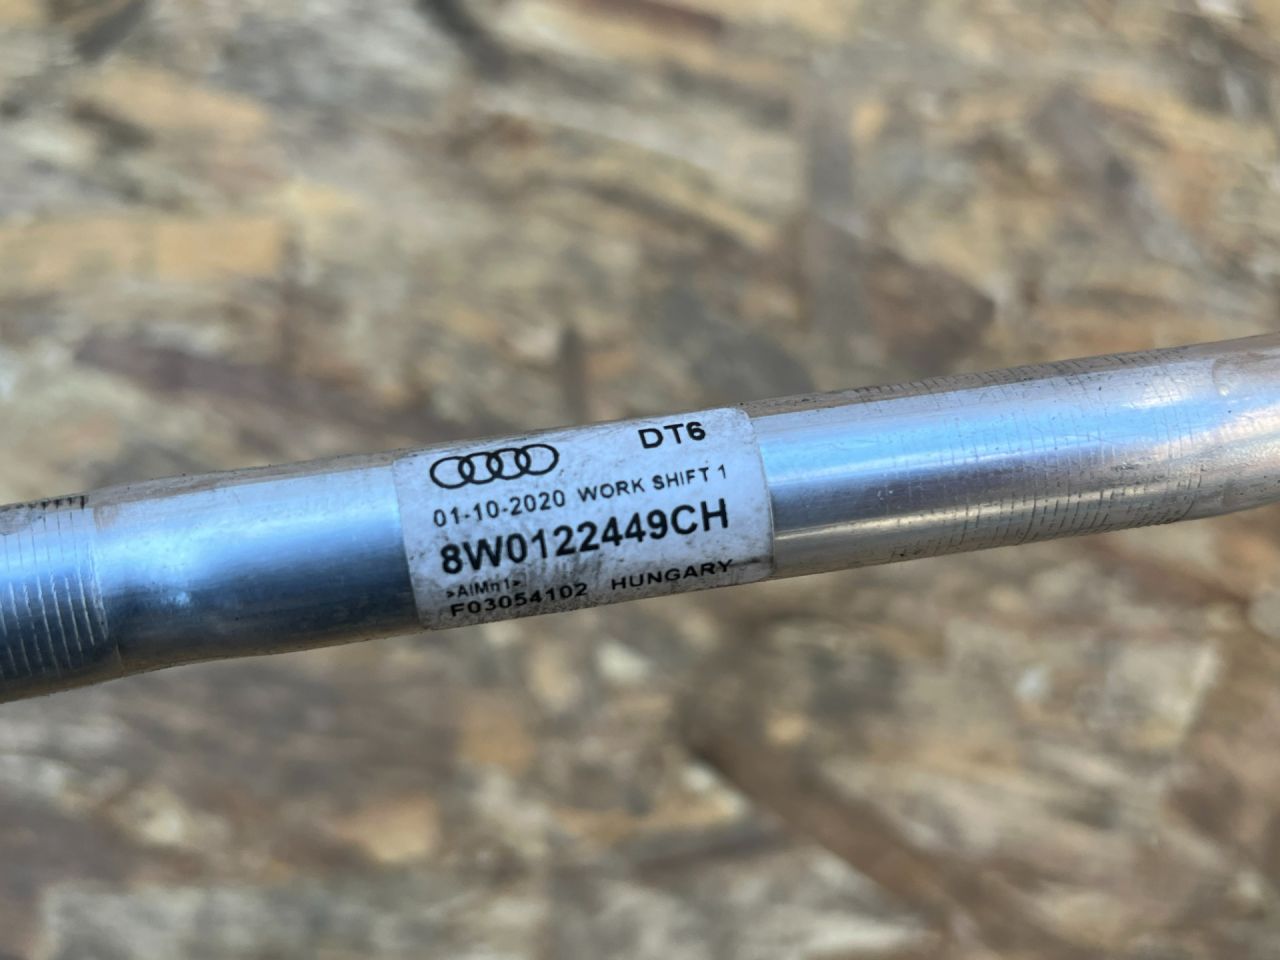 DT6
01-10-2020 WORK SHIFT 1
8W0122449CH
>AlMn1<
F03054102 HUNGARY